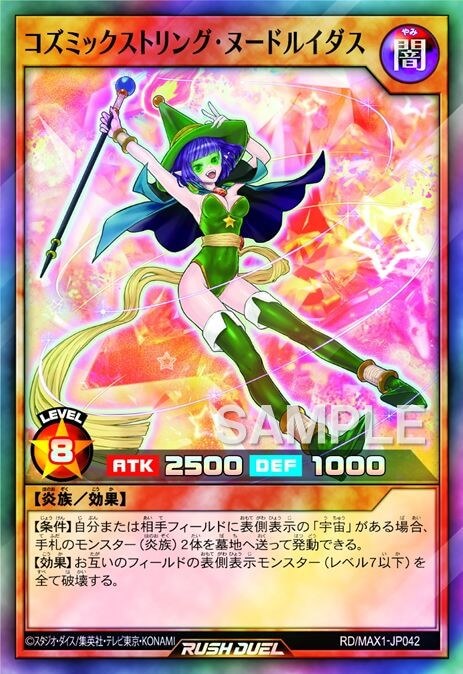 コズミックストリング・ヌードルイダス
やみ
闇
SAMPLE
LEVEL
8
ATK 2500 DEF 1000
【炎族/効果】
【条件】自分または相手フィールドに表側表示の「宇宙」がある場合、
手札のモンスター(炎族)2体を墓地へ送って発動できる。
【効果】お互いのフィールドの表側表示モンスター(レベル7以下)を
全て破壊する。
©スタジオ・ダイス/集英社・テレビ東京・KONAMI
RUSH DUEL
RD/MAX1-JP042